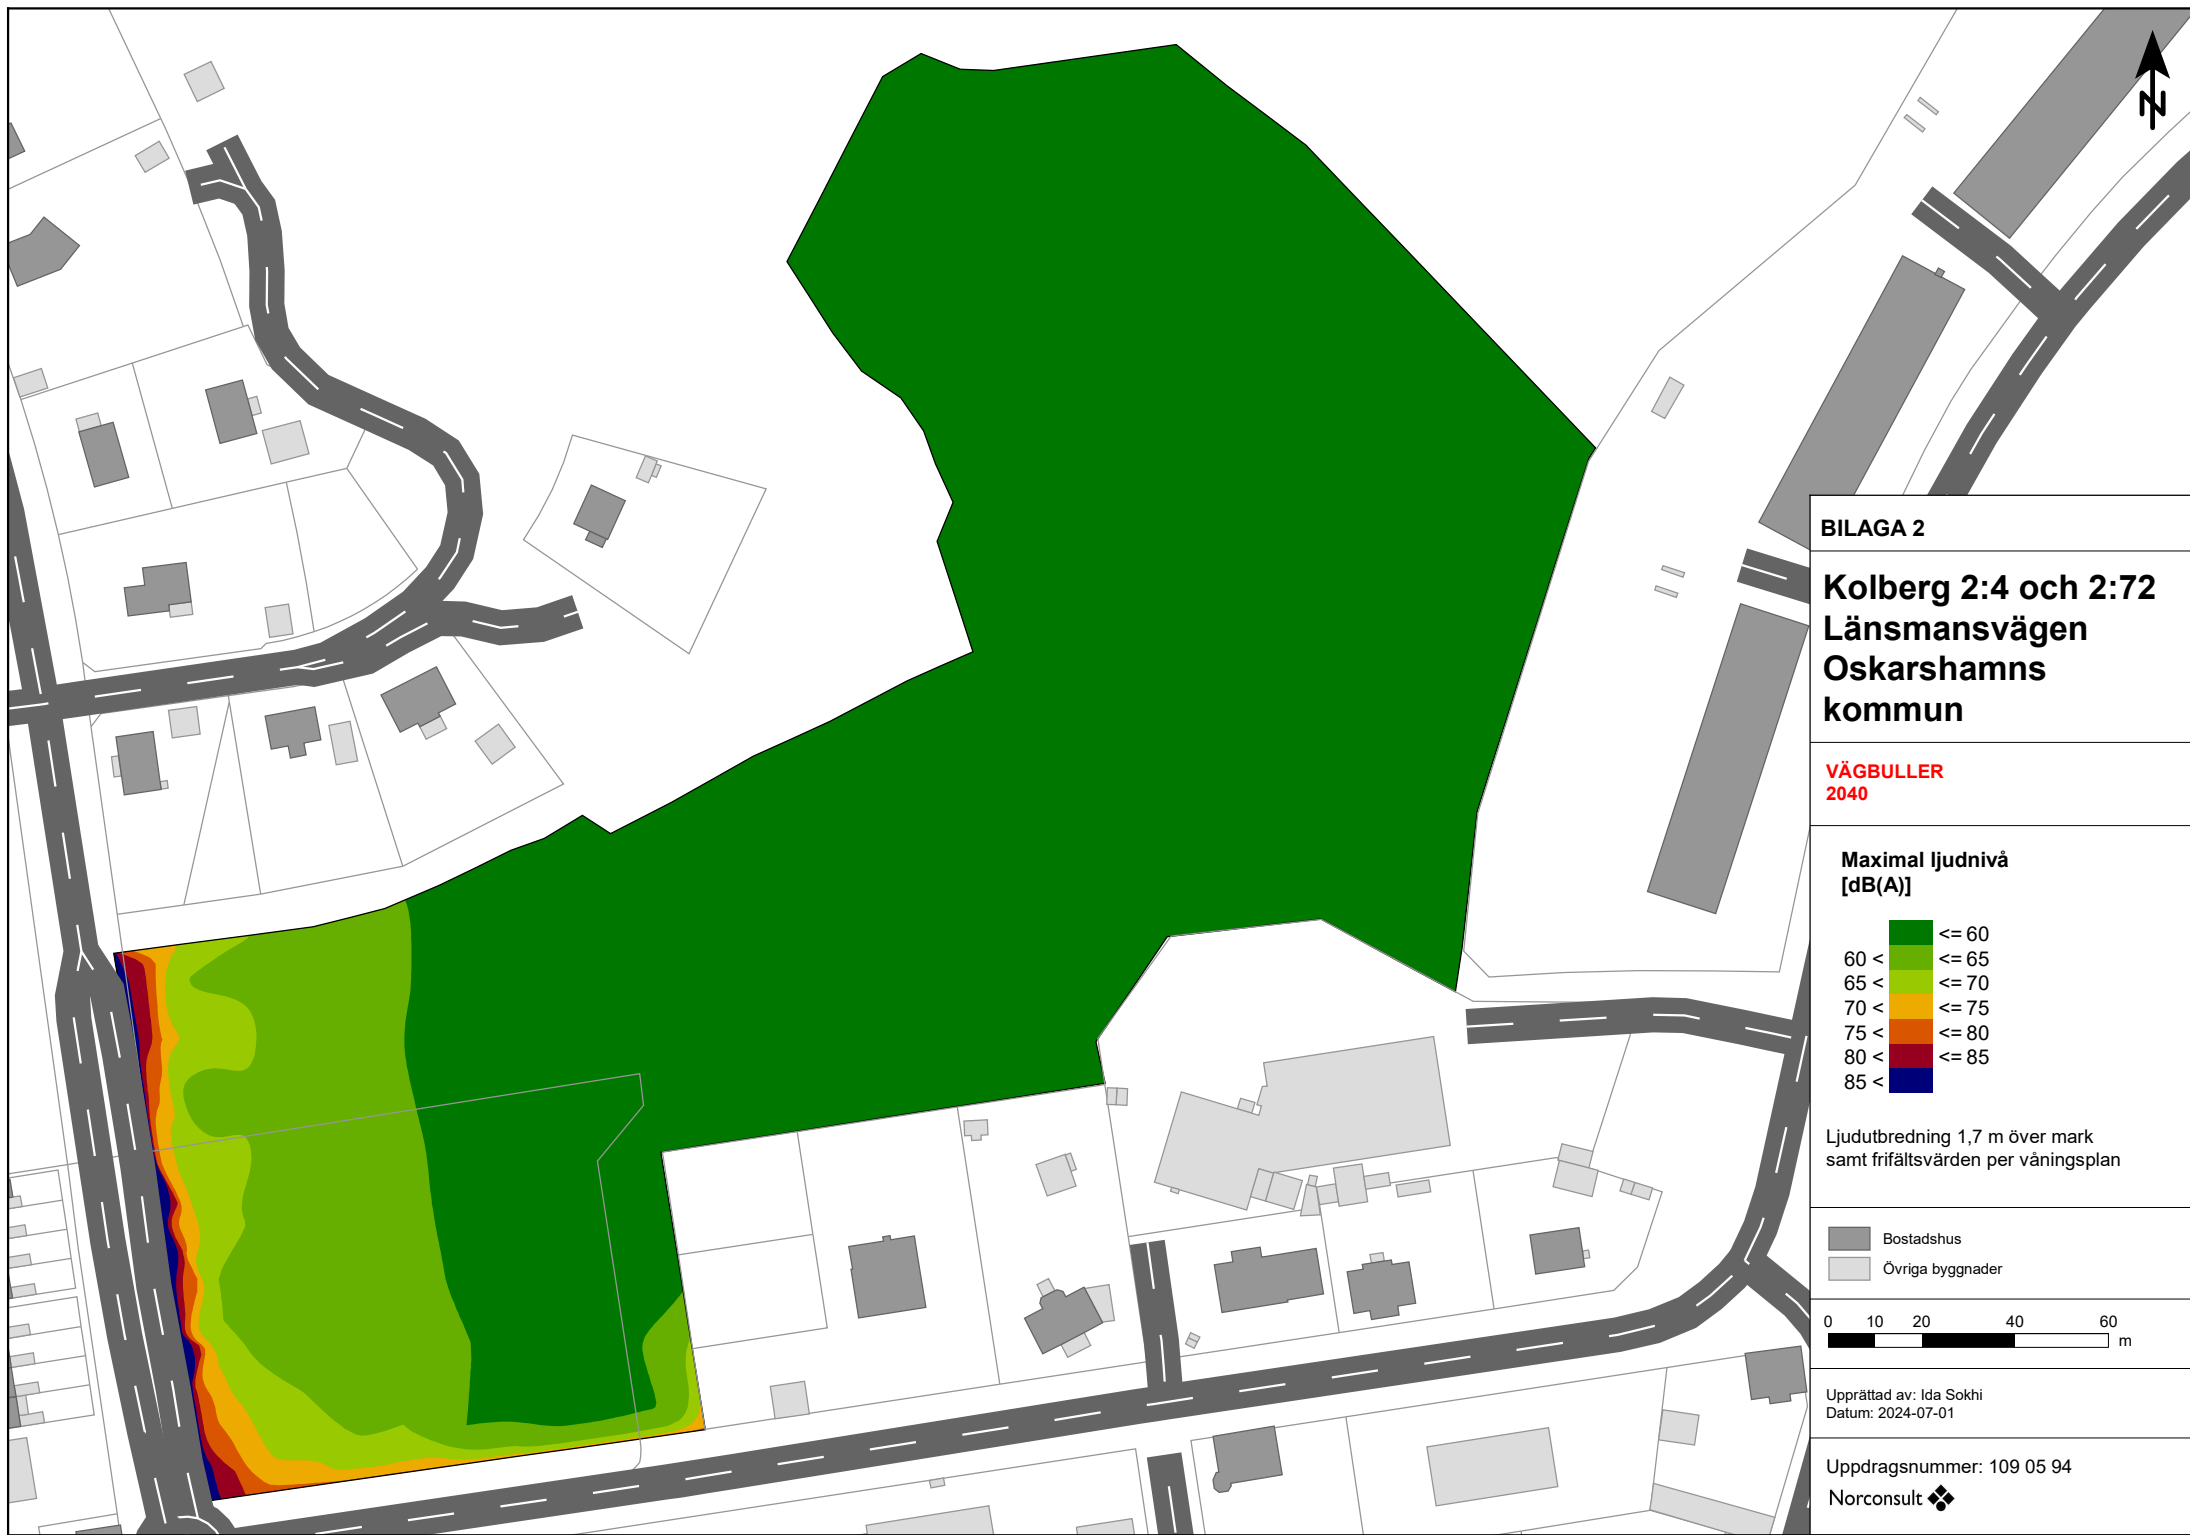 N
BILAGA 2
Kolberg 2:4 och 2:72
Länsmansvägen
Oskarshamns
kommun
VÄGBULLER
2040
Maximal ljudnivå
[dB(A)]
<= 60
60 < <= 65
65 < <= 70
70 < <= 75
75 < <= 80
80 < <= 85
85 <
Ljudutbredning 1,7 m över mark
samt frifältsvärden per våningsplan
Bostadshus
Övriga byggnader
0 10 20 40 60
m
Upprättad av: Ida Sokhi
Datum: 2024-07-01
Uppdragsnummer: 109 05 94
Norconsult